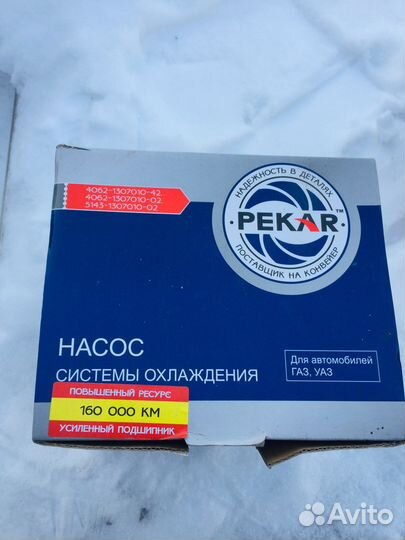 4062-1307010-42
4062-1307010-02
5143-1307010-02
НАДЕЖНОСТЬ В ДЕТАЛЯХ
PEKAR™
ПОСТАВЩИК НА КОНВЕЙЕР
НАСОС
СИСТЕМЫ ОХЛАЖДЕНИЯ
Для автомобилей
ГАЗ, УАЗ
ПОВЫШЕННЫЙ РЕСУРС
160 000 КМ
УСИЛЕННЫЙ ПОДШИПНИК
Avito